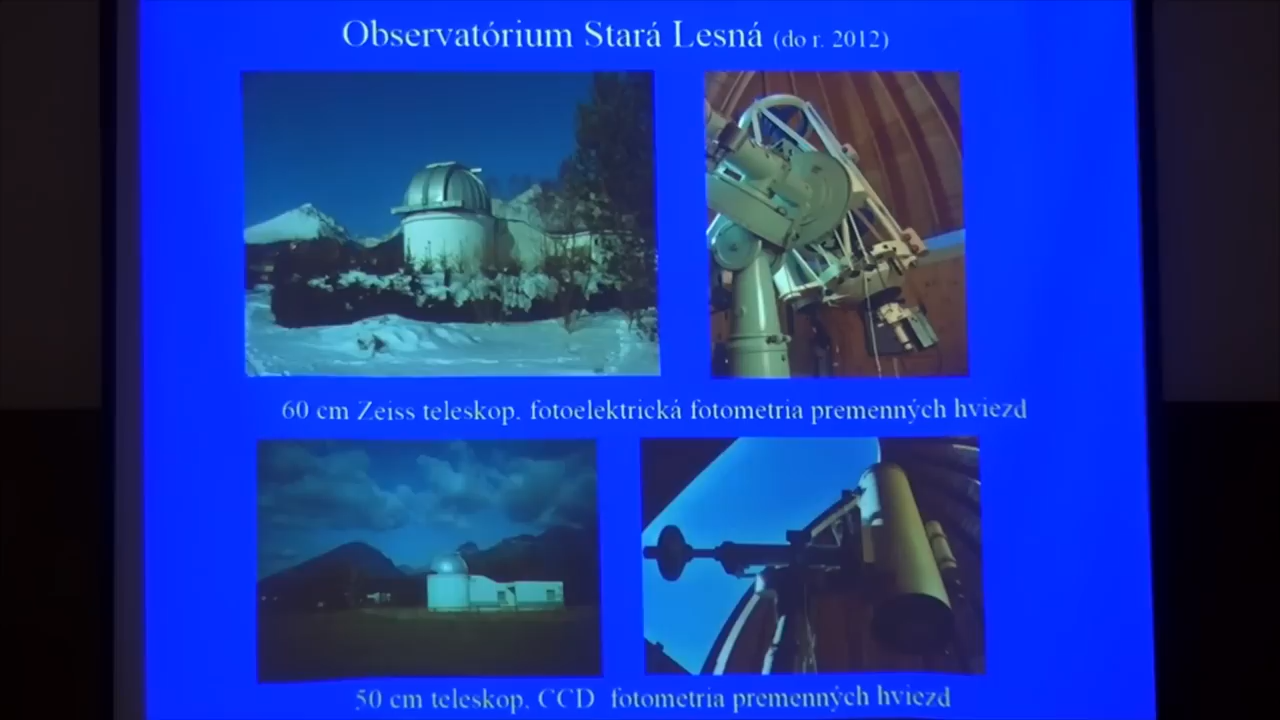 Observatórium Stará Lesná (do r. 2012)
60 cm Zeiss teleskop. fotoelektrická fotometria premenných hviezd
50 cm teleskop. CCD fotometria premenných hviezd